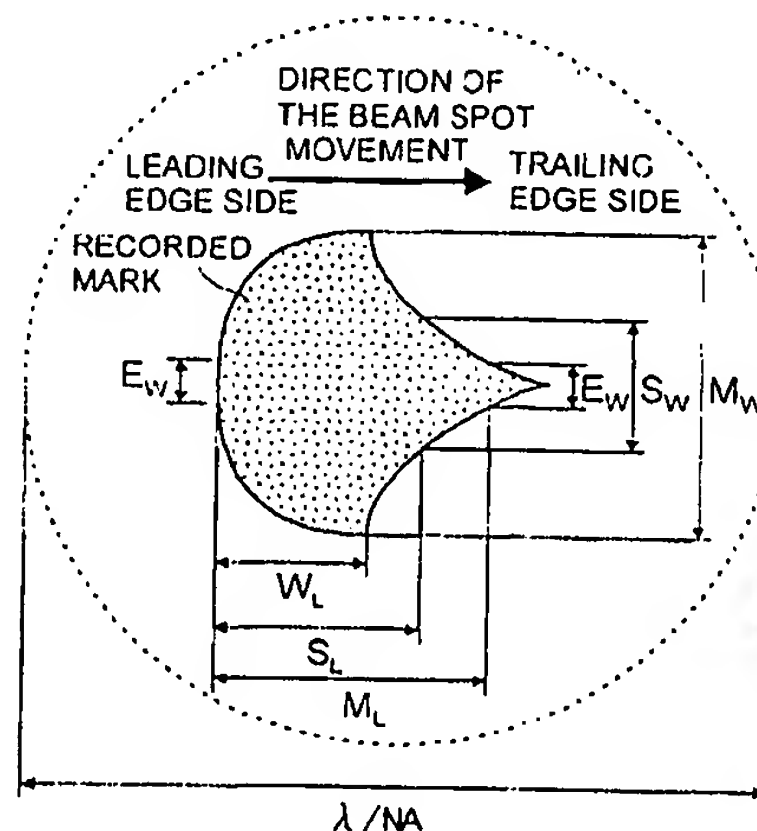 DIRECTION OF
THE BEAM SPOT
MOVEMENT
LEADING
EDGE SIDE
TRAILING
EDGE SIDE
RECORDED
MARK
E_W
E_W S_W M_W
W_L
S_L
M_L
λ/NA